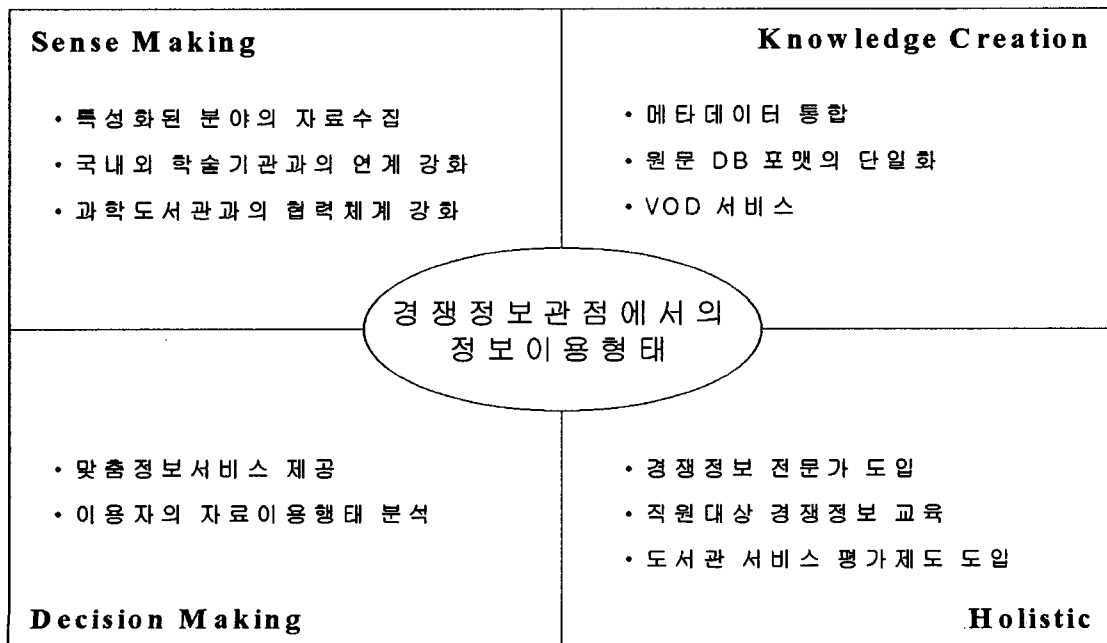 Sense Making
• 특성화된 분야의 자료수집
• 국내외 학술기관과의 연계 강화
• 과학도서관과의 협력체계 강화
Knowledge Creation
• 메타데이터 통합
• 원문 DB 포맷의 단일화
• VOD 서비스
경쟁정보관점에서의
정보이용형태
• 맞춤정보서비스 제공
• 이용자의 자료이용행태 분석
Decision Making
• 경쟁정보 전문가 도입
• 직원대상 경쟁정보 교육
• 도서관 서비스 평가제도 도입
Holistic